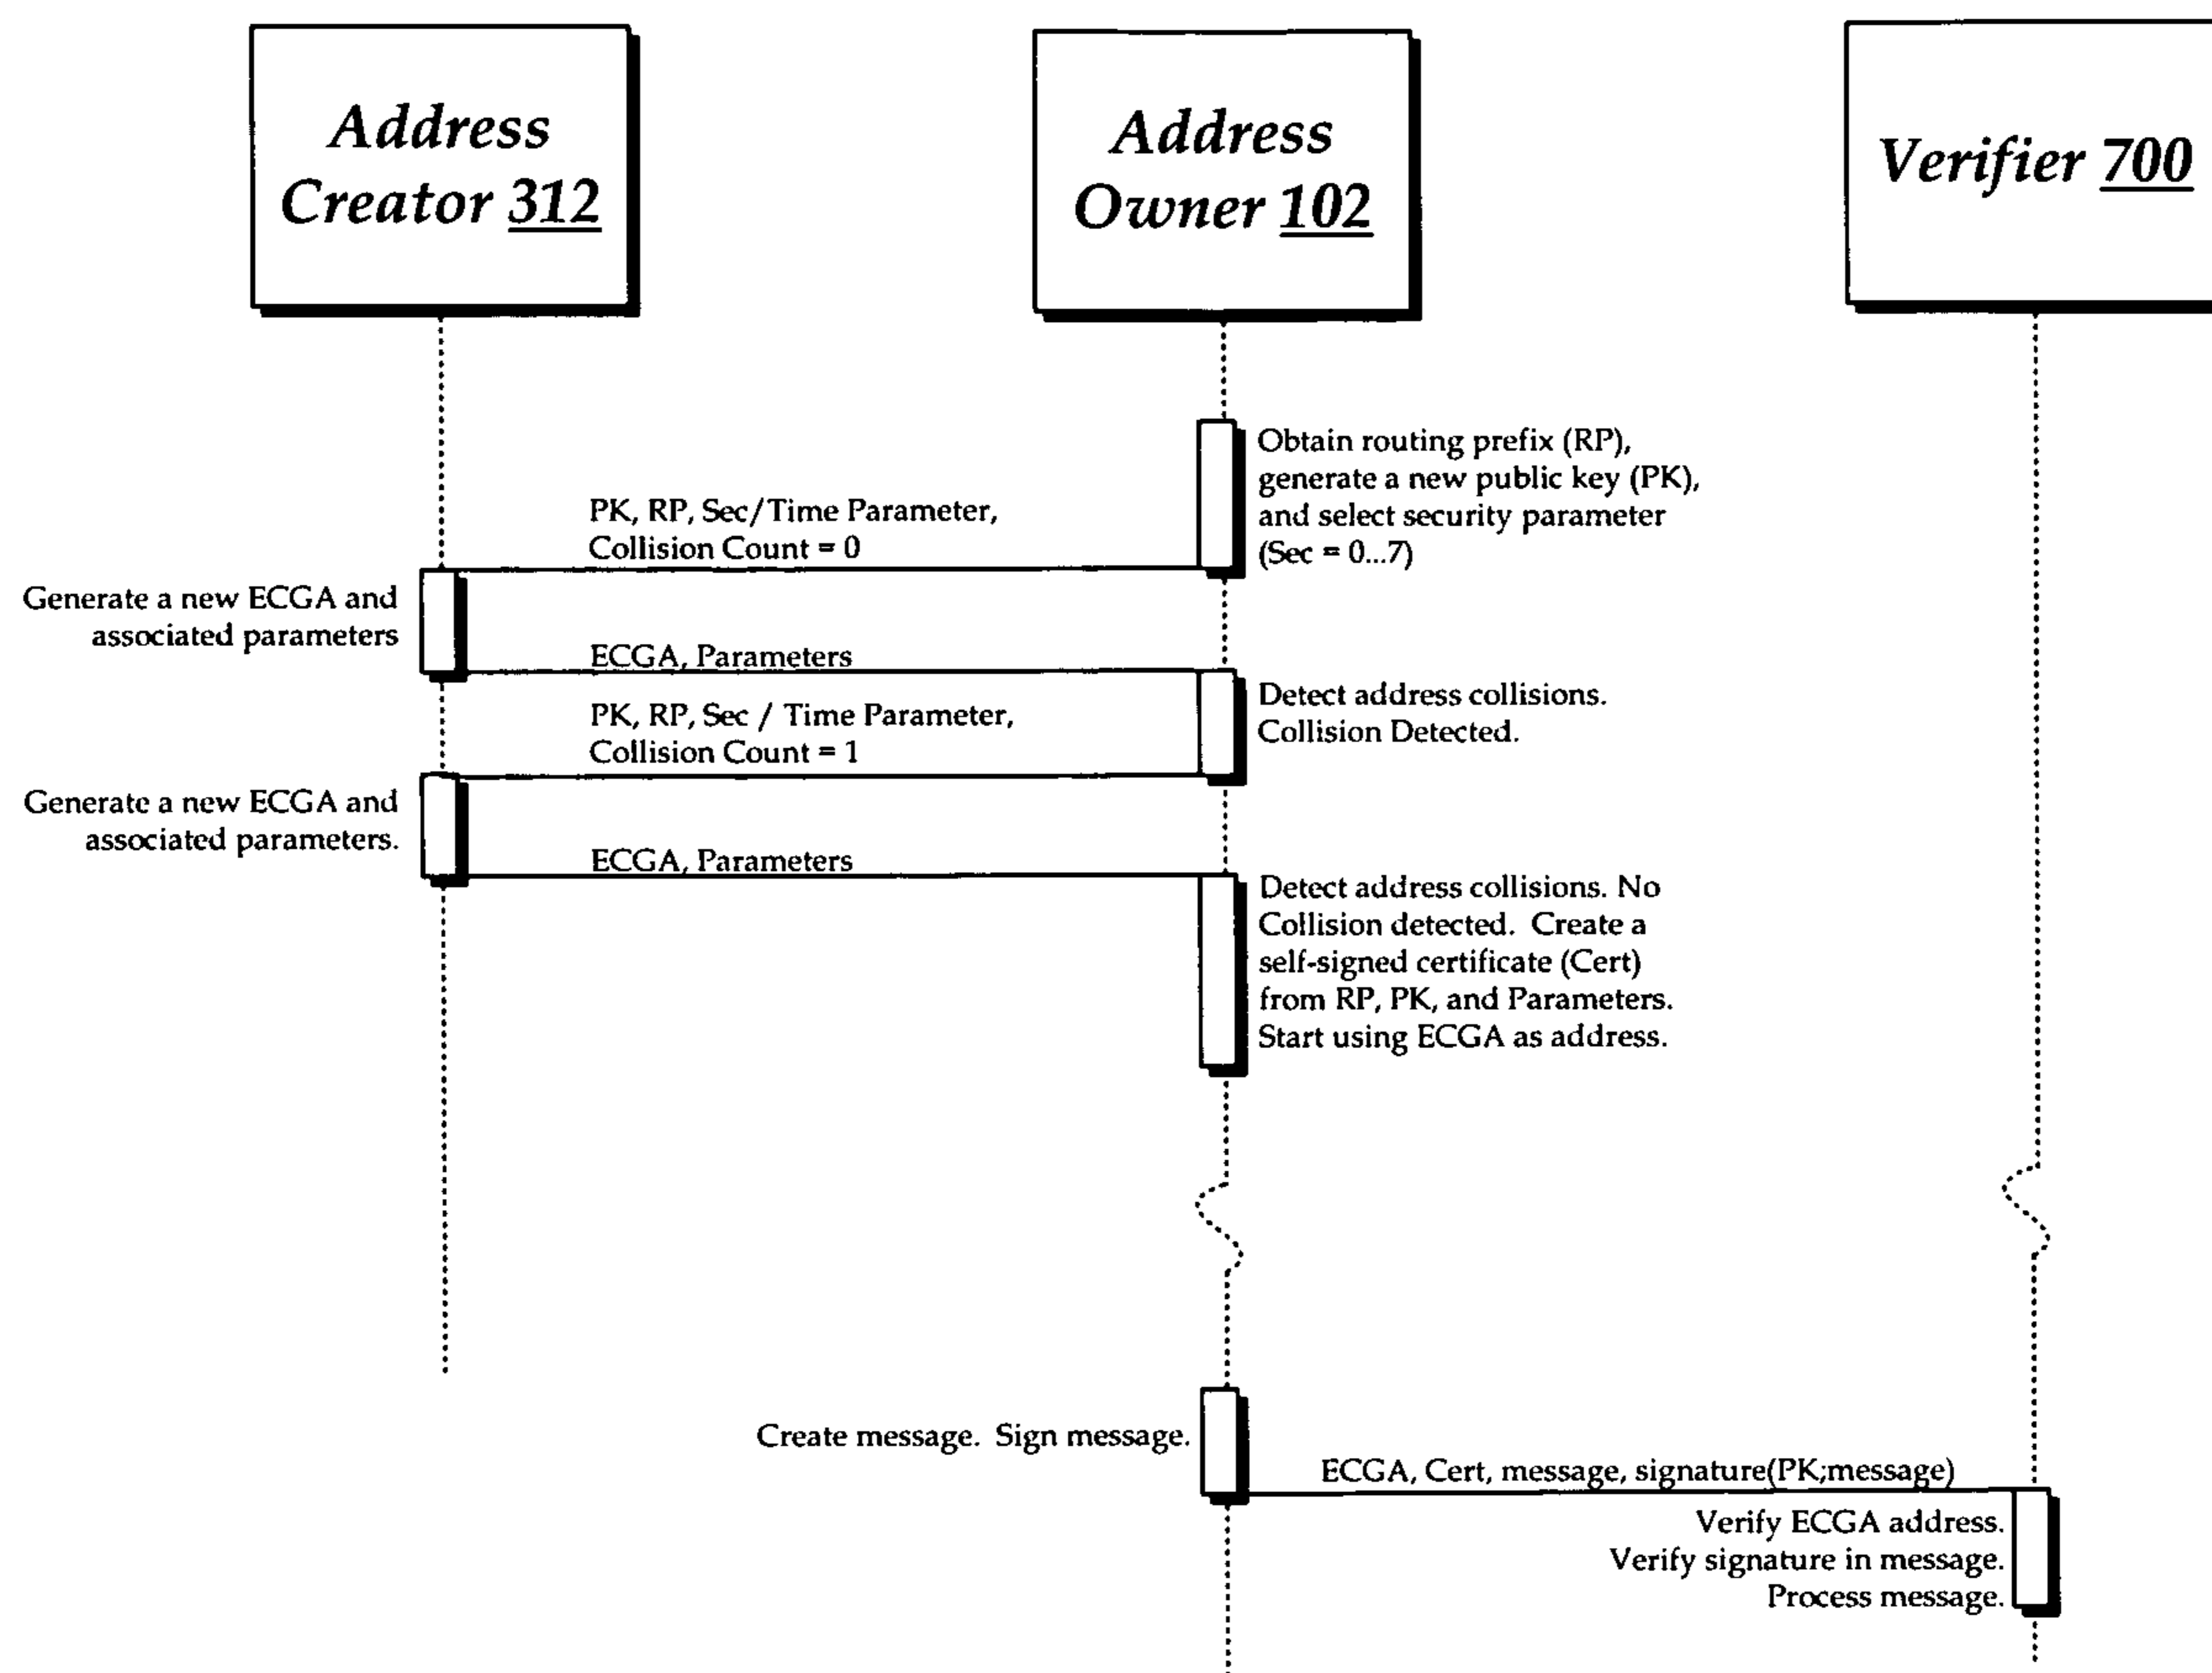 Address
Creator 312
Address
Owner 102
Verifier 700
Obtain routing prefix (RP),
generate a new public key (PK),
and select security parameter
(Sec = 0...7)
PK, RP, Sec/Time Parameter,
Collision Count = 0
Generate a new ECGA and
associated parameters
ECGA, Parameters
Detect address collisions.
Collision Detected.
PK, RP, Sec / Time Parameter,
Collision Count = 1
Generate a new ECGA and
associated parameters.
ECGA, Parameters
Detect address collisions. No
Collision detected. Create a
self-signed certificate (Cert)
from RP, PK, and Parameters.
Start using ECGA as address.
Create message. Sign message.
ECGA, Cert, message, signature(PK;message)
Verify ECGA address.
Verify signature in message.
Process message.